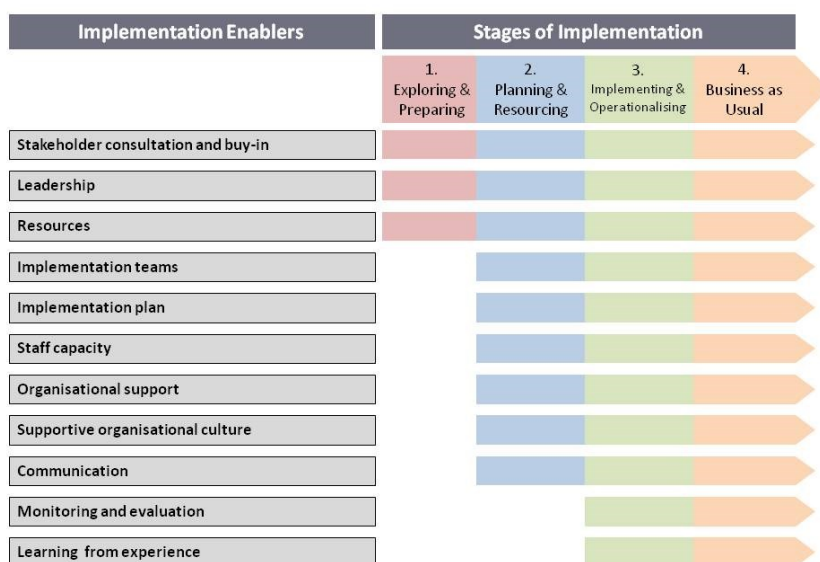 Implementation Enablers
Stages of Implementation
1.
Exploring &
Preparing
2.
Planning &
Resourcing
3.
Implementing &
Operationalising
4.
Business as
Usual
Stakeholder consultation and buy-in
Leadership
Resources
Implementation teams
Implementation plan
Staff capacity
Organisational support
Supportive organisational culture
Communication
Monitoring and evaluation
Learning from experience